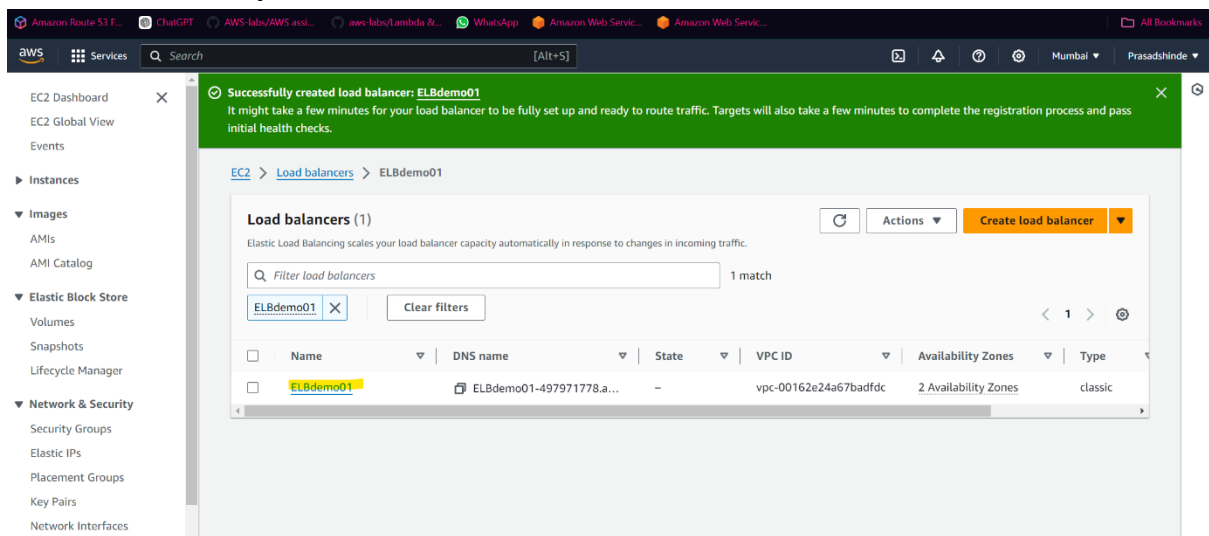 Amazon Route 53 F... ChatGPT AWS-labs/AWS assi... aws-labs/Lambda &... WhatsApp Amazon Web Servic... Amazon Web Servic... All Bookmarks
aws Services Search [Alt+S] Mumbai Prasadshinde
EC2 Dashboard
EC2 Global View
Events
Instances
Images
AMIs
AMI Catalog
Elastic Block Store
Volumes
Snapshots
Lifecycle Manager
Network & Security
Security Groups
Elastic IPs
Placement Groups
Key Pairs
Network Interfaces
Successfully created load balancer: ELBdemo01
It might take a few minutes for your load balancer to be fully set up and ready to route traffic. Targets will also take a few minutes to complete the registration process and pass
initial health checks.
EC2 > Load balancers > ELBdemo01
Load balancers (1) Actions Create load balancer
Elastic Load Balancing scales your load balancer capacity automatically in response to changes in incoming traffic.
Filter load balancers 1 match
ELBdemo01 Clear filters
1
Name DNS name State VPC ID Availability Zones Type
ELBdemo01 ELBdemo01-497971778.a... – vpc-00162e24a67badfdc 2 Availability Zones classic